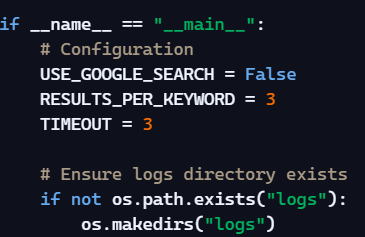 if __name__ == "__main__":
    # Configuration
    USE_GOOGLE_SEARCH = False
    RESULTS_PER_KEYWORD = 3
    TIMEOUT = 3

    # Ensure logs directory exists
    if not os.path.exists("logs"):
        os.makedirs("logs")